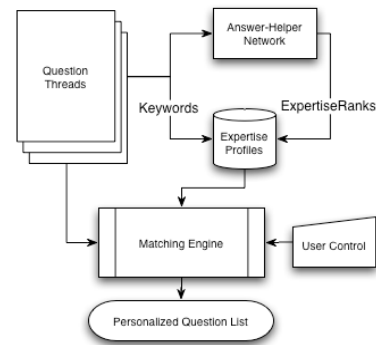 Question
Threads
Answer-Helper
Network
Keywords
ExpertiseRanks
Expertise
Profiles
Matching Engine
User Control
Personalized Question List